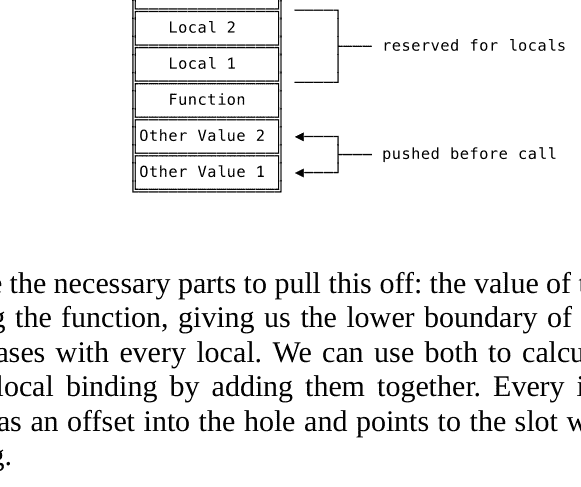 Local 2
reserved for locals
Local 1
Function
Other Value 2
pushed before call
Other Value 1
the necessary parts to pull this off: the value of
the function, giving us the lower boundary of
with every local. We can use both to calcu
local binding by adding them together. Every i
as an offset into the hole and points to the slot w
g.